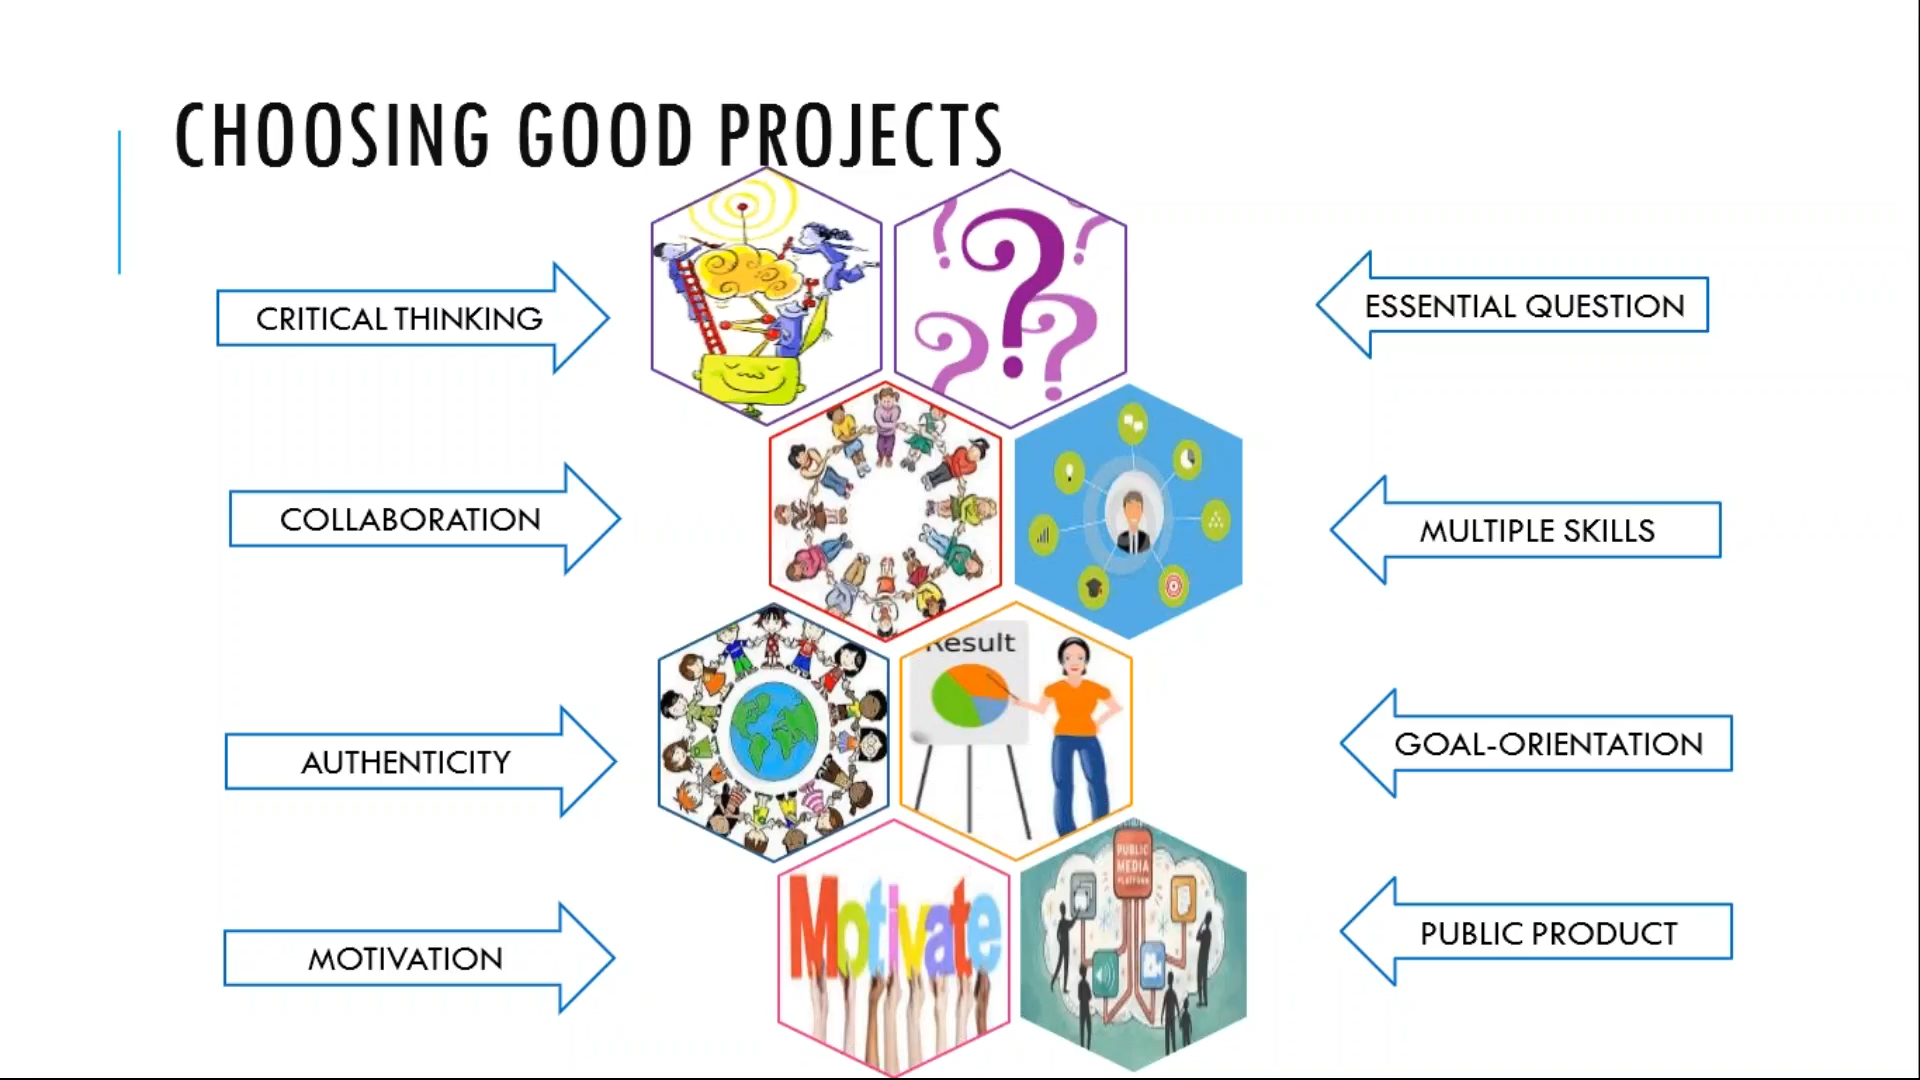 CHOOSING GOOD PROJECTS
CRITICAL THINKING
ESSENTIAL QUESTION
COLLABORATION
MULTIPLE SKILLS
Result
AUTHENTICITY
GOAL-ORIENTATION
PUBLIC
MEDIA
PLATFORM
Motivate
MOTIVATION
PUBLIC PRODUCT